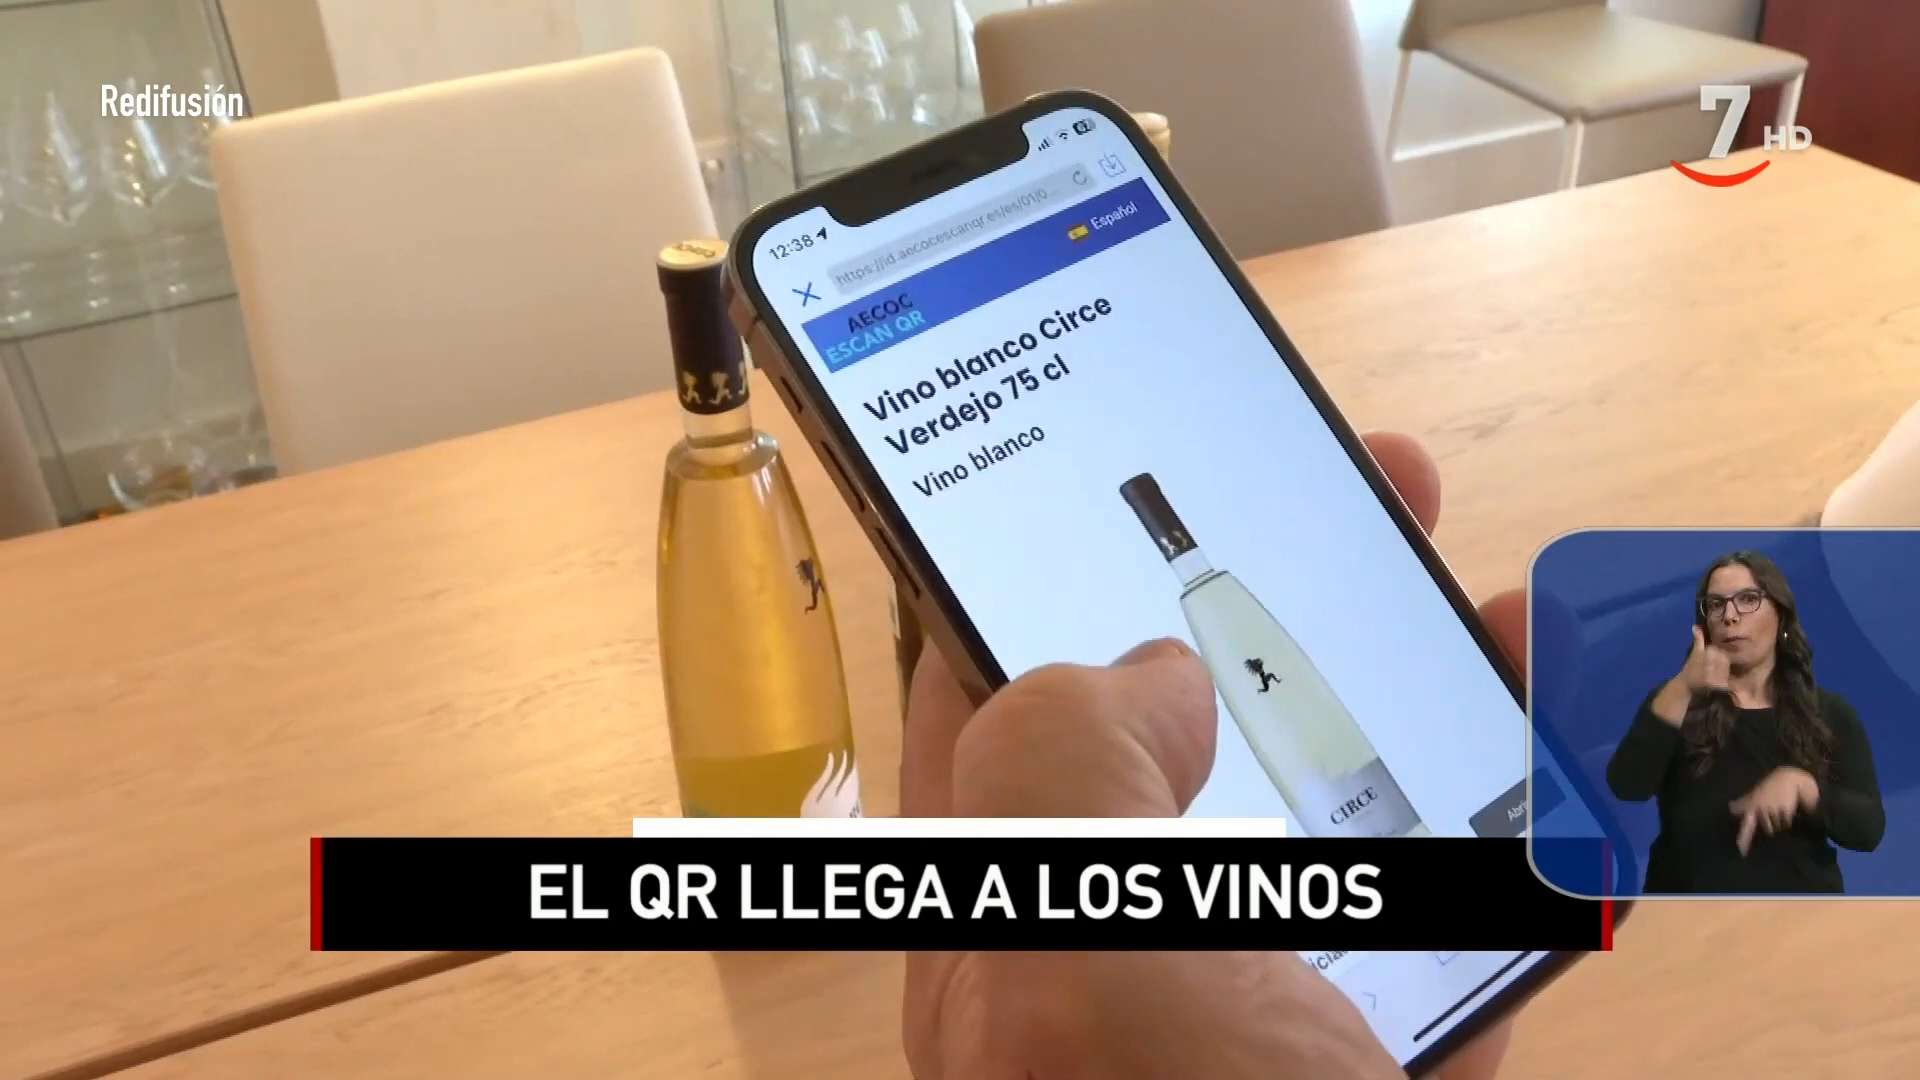 Redifusión
7 HD
12:38
https://id.aecocescanqr.es/es/01/0...
Español
AECOC
ESCAN QR
Vino blanco Circe
Verdejo 75 cl
Vino blanco
CIRCE
EL QR LLEGA A LOS VINOS